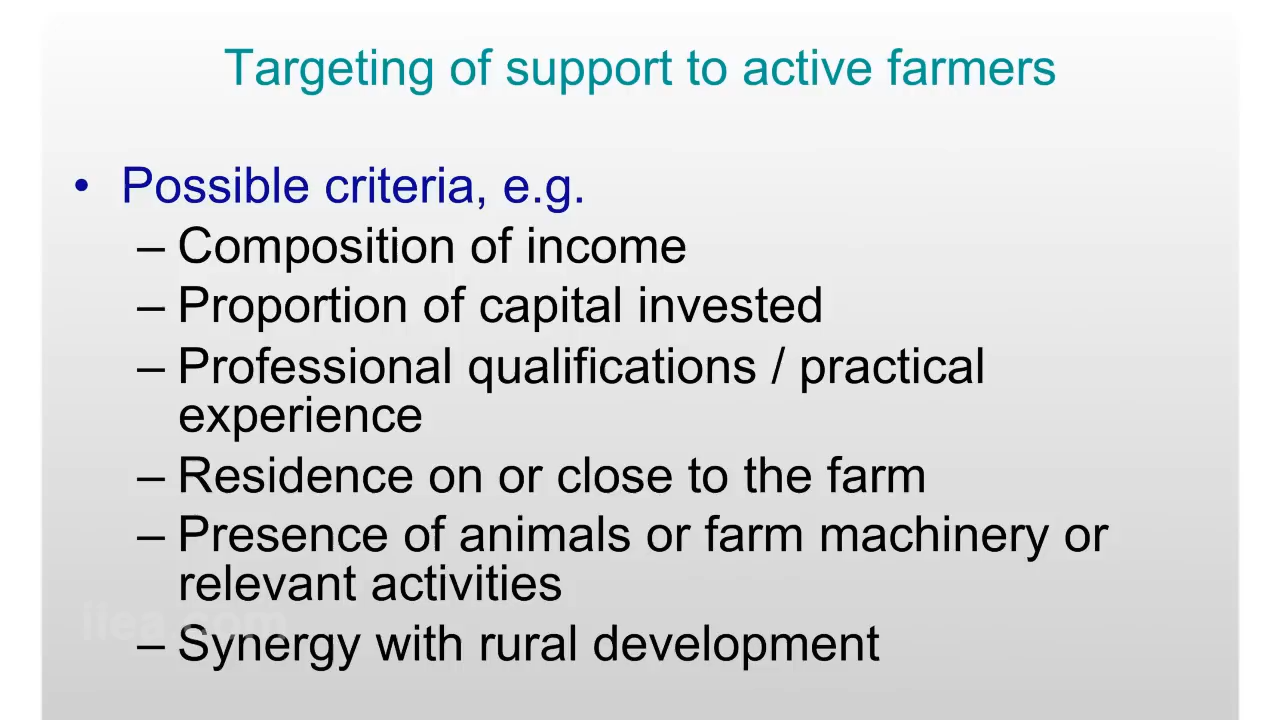 Targeting of support to active farmers
• Possible criteria, e.g.
– Composition of income
– Proportion of capital invested
– Professional qualifications / practical
experience
– Residence on or close to the farm
– Presence of animals or farm machinery or
relevant activities
iiea.com
– Synergy with rural development